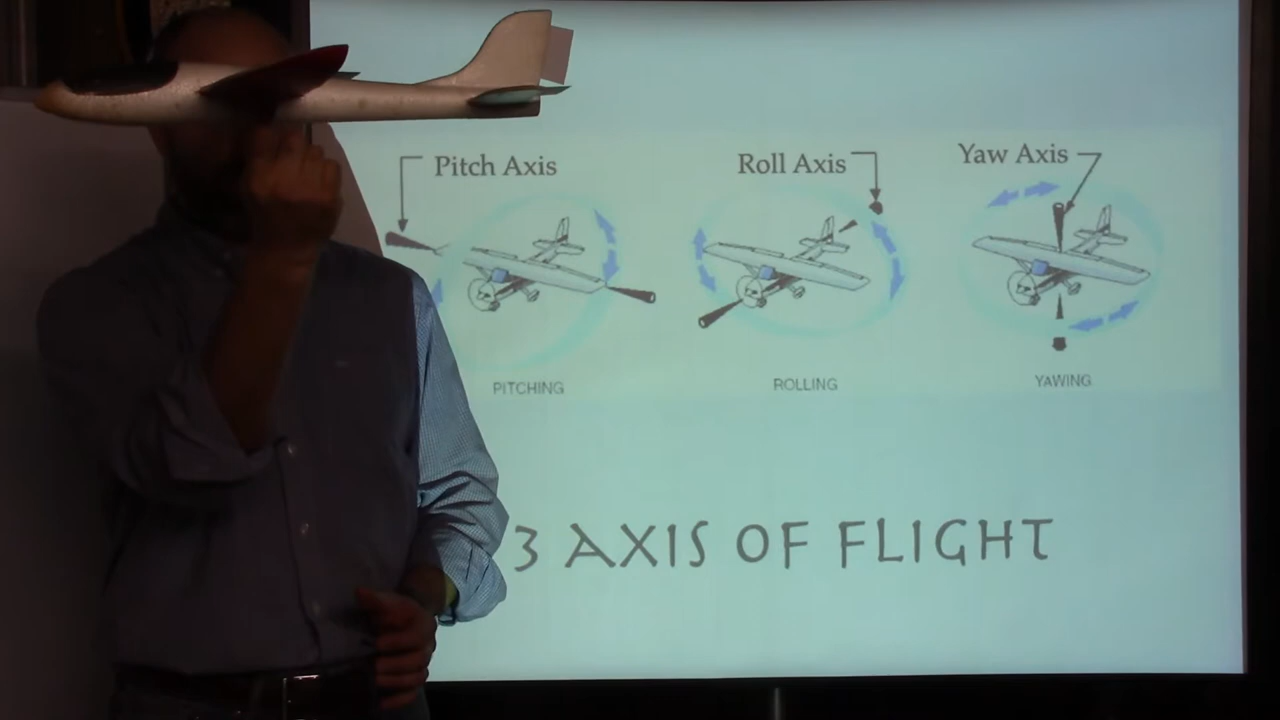 Pitch Axis
Roll Axis
Yaw Axis
PITCHING
ROLLING
YAWING
3 AXIS OF FLIGHT